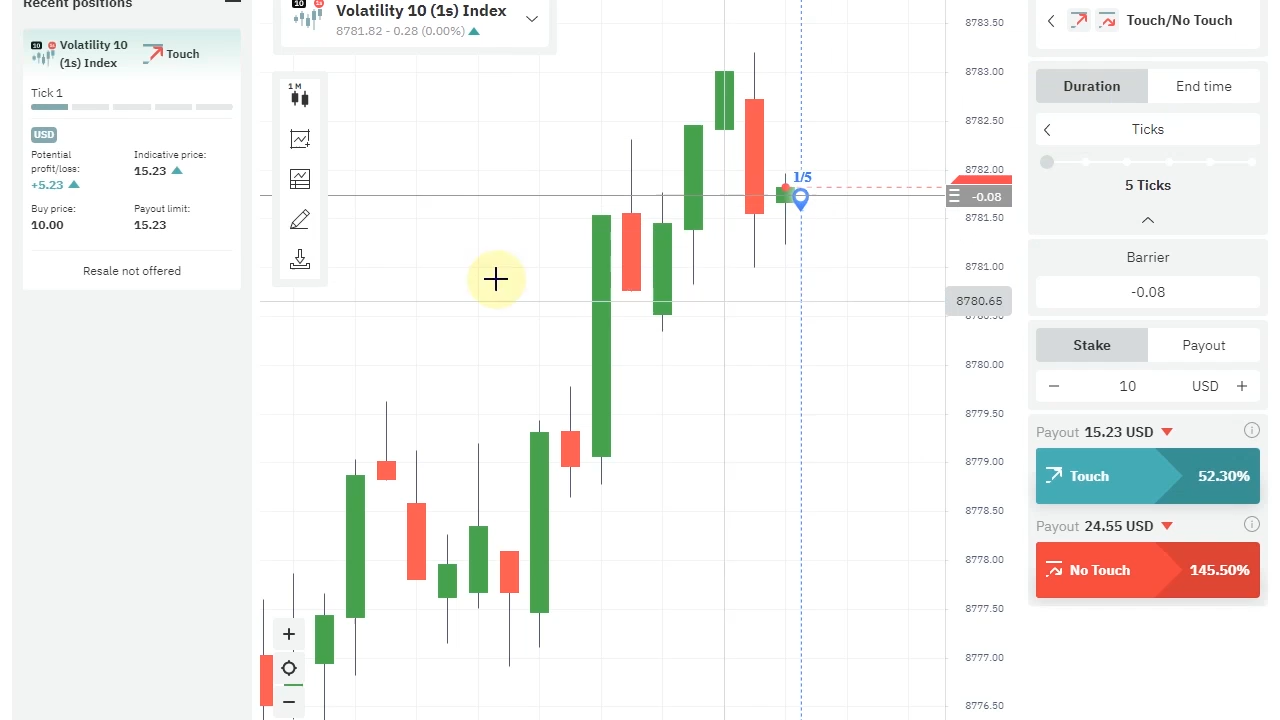 Recent positions
Volatility 10
(1s) Index
Touch
Tick 1
USD
Potential
profit/loss:
+5.23
Indicative price:
15.23
Buy price:
10.00
Payout limit:
15.23
Resale not offered
10
Volatility 10 (1s) Index
8781.82 - 0.28 (0.00%)
1 M
1/5
8783.50
8783.00
8782.50
8782.00
-0.08
8781.50
8781.00
8780.65
8780.50
8780.00
8779.50
8779.00
8778.50
8778.00
8777.50
8777.00
8776.50
Touch/No Touch
Duration
End time
Ticks
5 Ticks
Barrier
-0.08
Stake
Payout
10
USD
Payout 15.23 USD
Touch
52.30%
Payout 24.55 USD
No Touch
145.50%